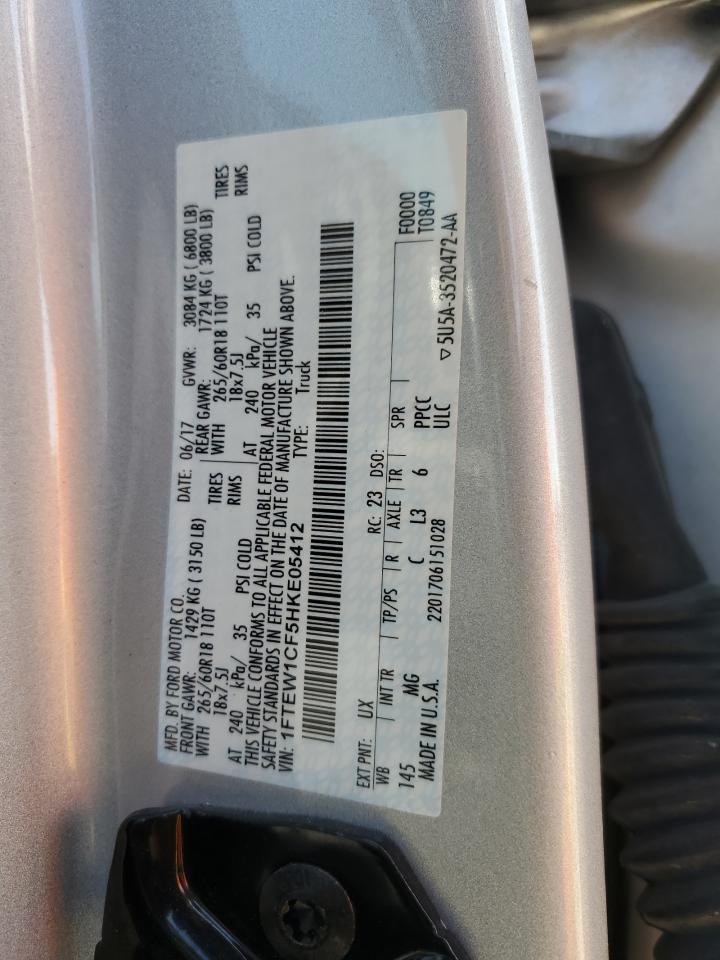 MFD. BY FORD MOTOR CO.
DATE: 06/17 GVWR: 3084 KG ( 6800 LB)
FRONT GAWR: 1429 KG ( 3150 LB)
REAR GAWR: 1724 KG ( 3800 LB)
WITH 265/60R18 110T TIRES
WITH 265/60R18 110T TIRES
18x7.5J RIMS
18x7.5J RIMS
AT 240 kPa/ 35 PSI COLD
AT 240 kPa/ 35 PSI COLD
THIS VEHICLE CONFORMS TO ALL APPLICABLE FEDERAL MOTOR VEHICLE
SAFETY STANDARDS IN EFFECT ON THE DATE OF MANUFACTURE SHOWN ABOVE.
VIN: 1FTEW1CF5HKE05412 TYPE: Truck
EXT PNT: UX RC: 23 DSO:
WB INT TR TP/PS R AXLE TR SPR F0000
145 MG C L3 6 PPCC T0849
MADE IN U.S.A. 2201706151028 ULC ▽5U5A-3520472-AA